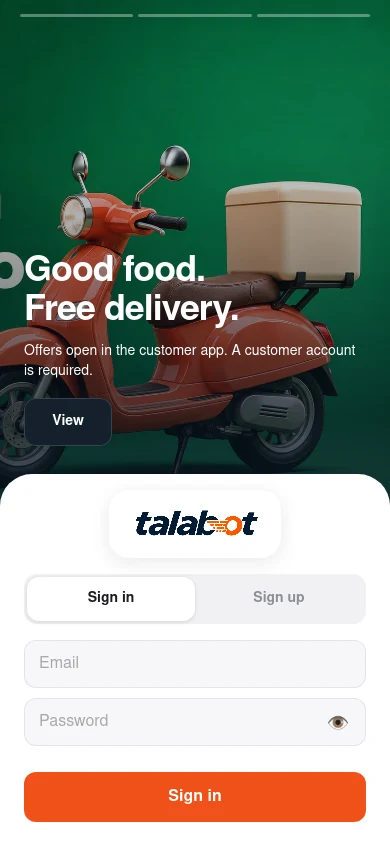 Good food.
Free delivery.
Offers open in the customer app. A customer account
is required.
View
talabot
Sign in
Sign up
Email
Password
Sign in